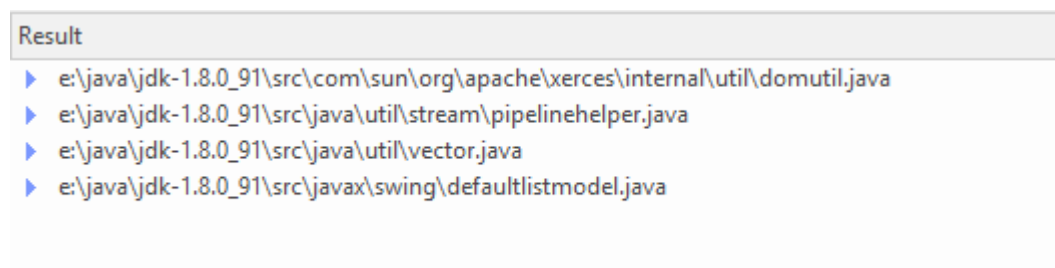 Result
e:\java\jdk-1.8.0_91\src\com\sun\org\apache\xerces\internal\util\domutil.java
e:\java\jdk-1.8.0_91\src\java\util\stream\pipelinehelper.java
e:\java\jdk-1.8.0_91\src\java\util\vector.java
e:\java\jdk-1.8.0_91\src\javax\swing\defaultlistmodel.java